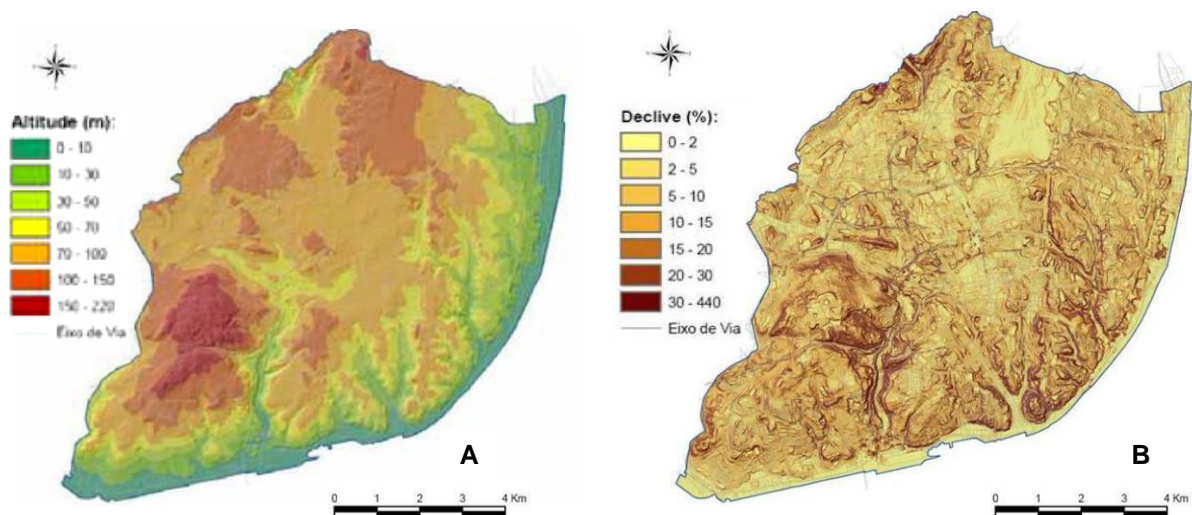 Altitude (m):
0 - 10
10 - 30
30 - 50
50 - 70
70 - 100
100 - 150
150 - 220
Eixo de Via
A
0 1 2 3 4 Km
Declive (%):
0 - 2
2 - 5
5 - 10
10 - 15
15 - 20
20 - 30
30 - 440
Eixo de Via
B
0 1 2 3 4 Km